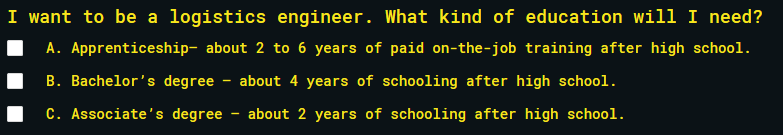 I want to be a logistics engineer. What kind of education will I need?
A. Apprenticeship– about 2 to 6 years of paid on-the-job training after high school.
B. Bachelor's degree – about 4 years of schooling after high school.
C. Associate's degree – about 2 years of schooling after high school.